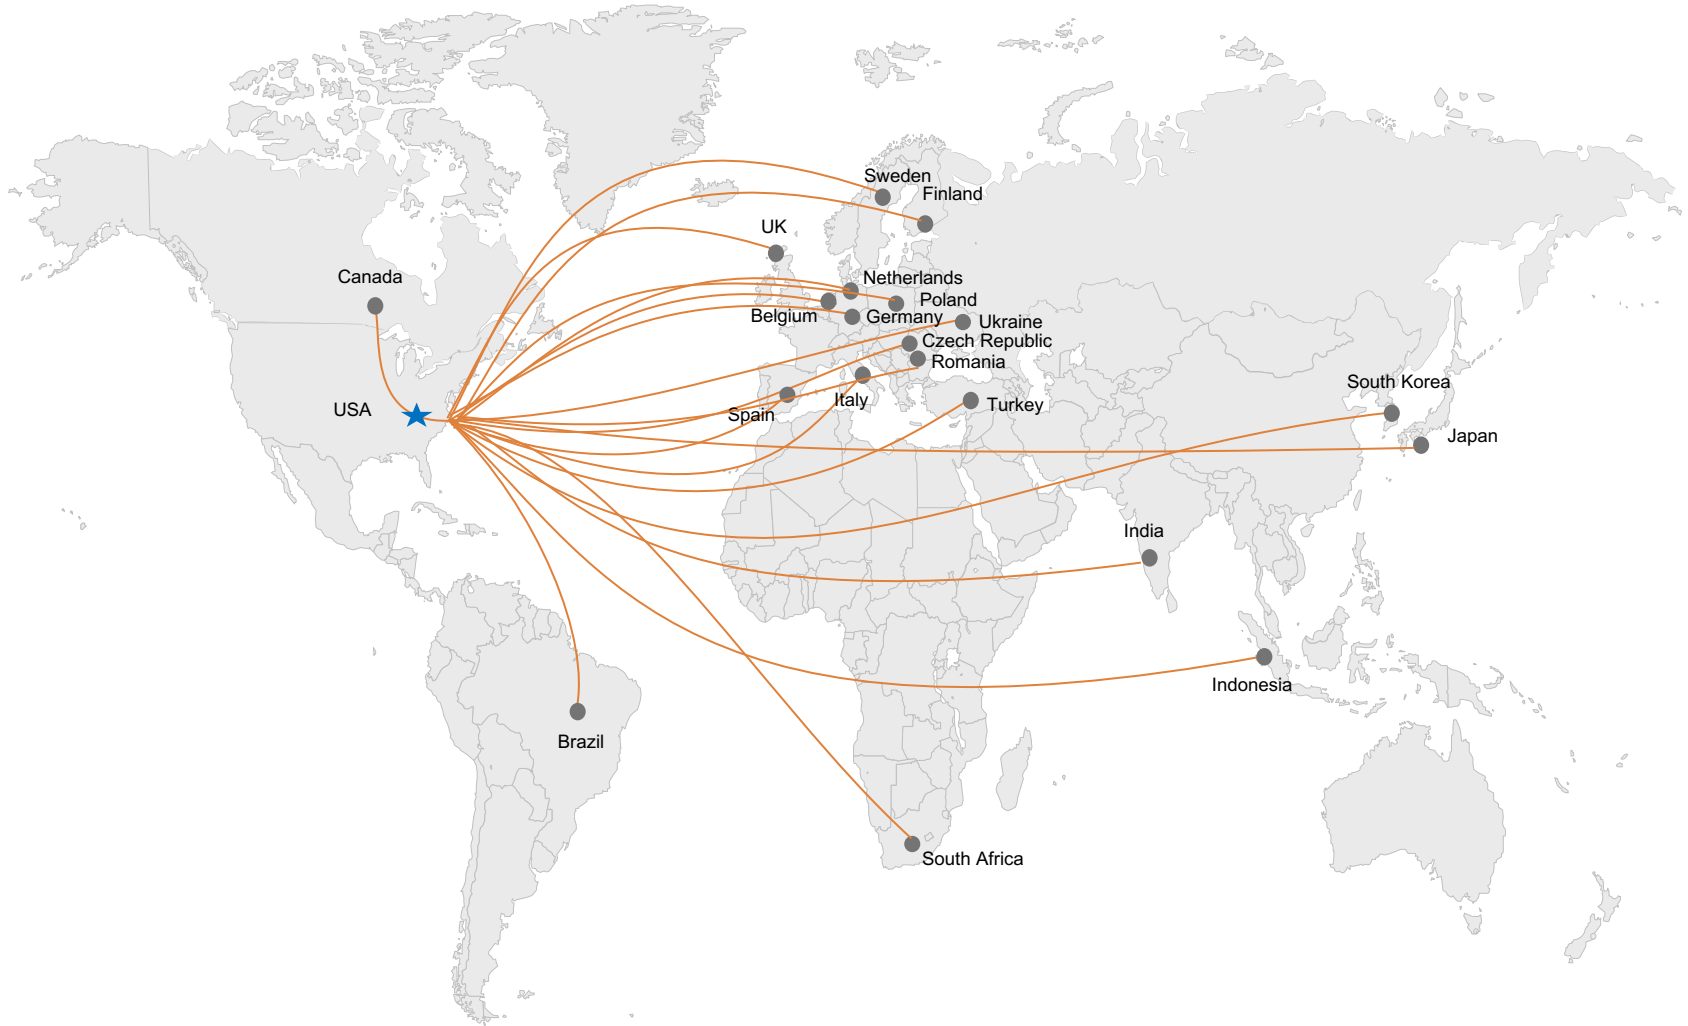 Sweden
Finland
UK
Canada
Netherlands
Poland
Belgium
Germany
Ukraine
Czech Republic
Romania
South Korea
Italy
USA
Spain
Turkey
Japan
India
Indonesia
Brazil
South Africa